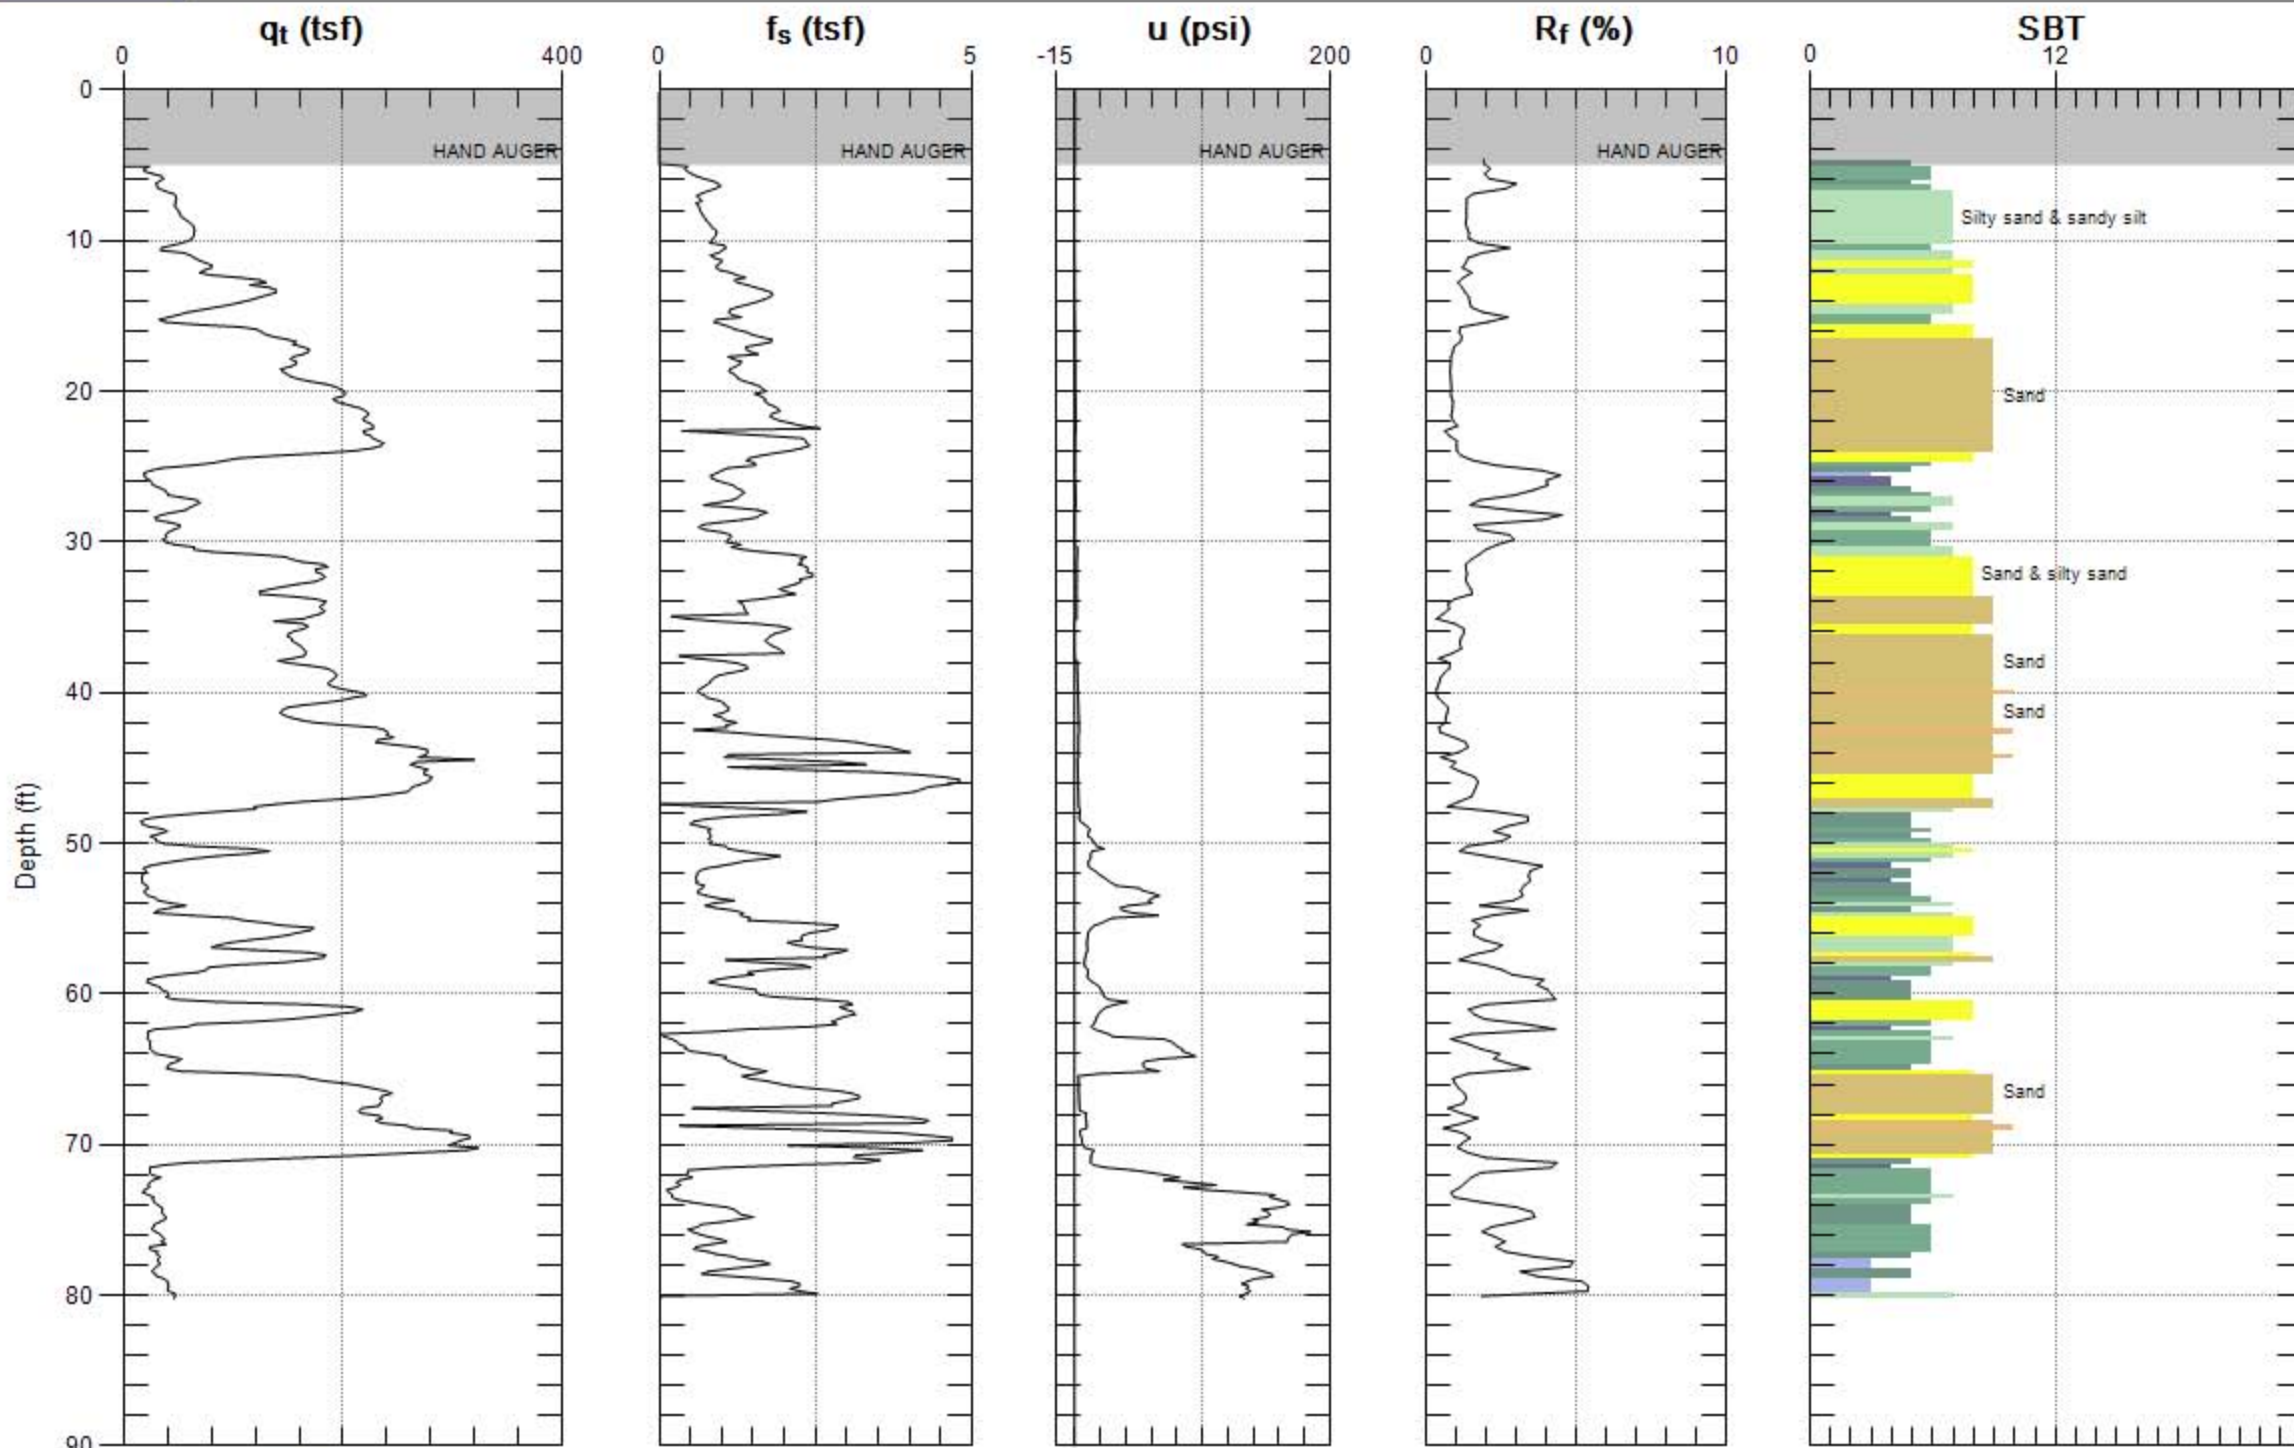 qt (tsf) fs (tsf) u (psi) Rf (%) SBT
0 400 0 5 -15 200 0 10 0 12
0
HAND AUGER HAND AUGER HAND AUGER HAND AUGER
Silty sand & sandy silt
10
20
Sand
30
Sand & silty sand
Sand
40
Sand
Depth (ft)
50
60
Sand
70
80
90